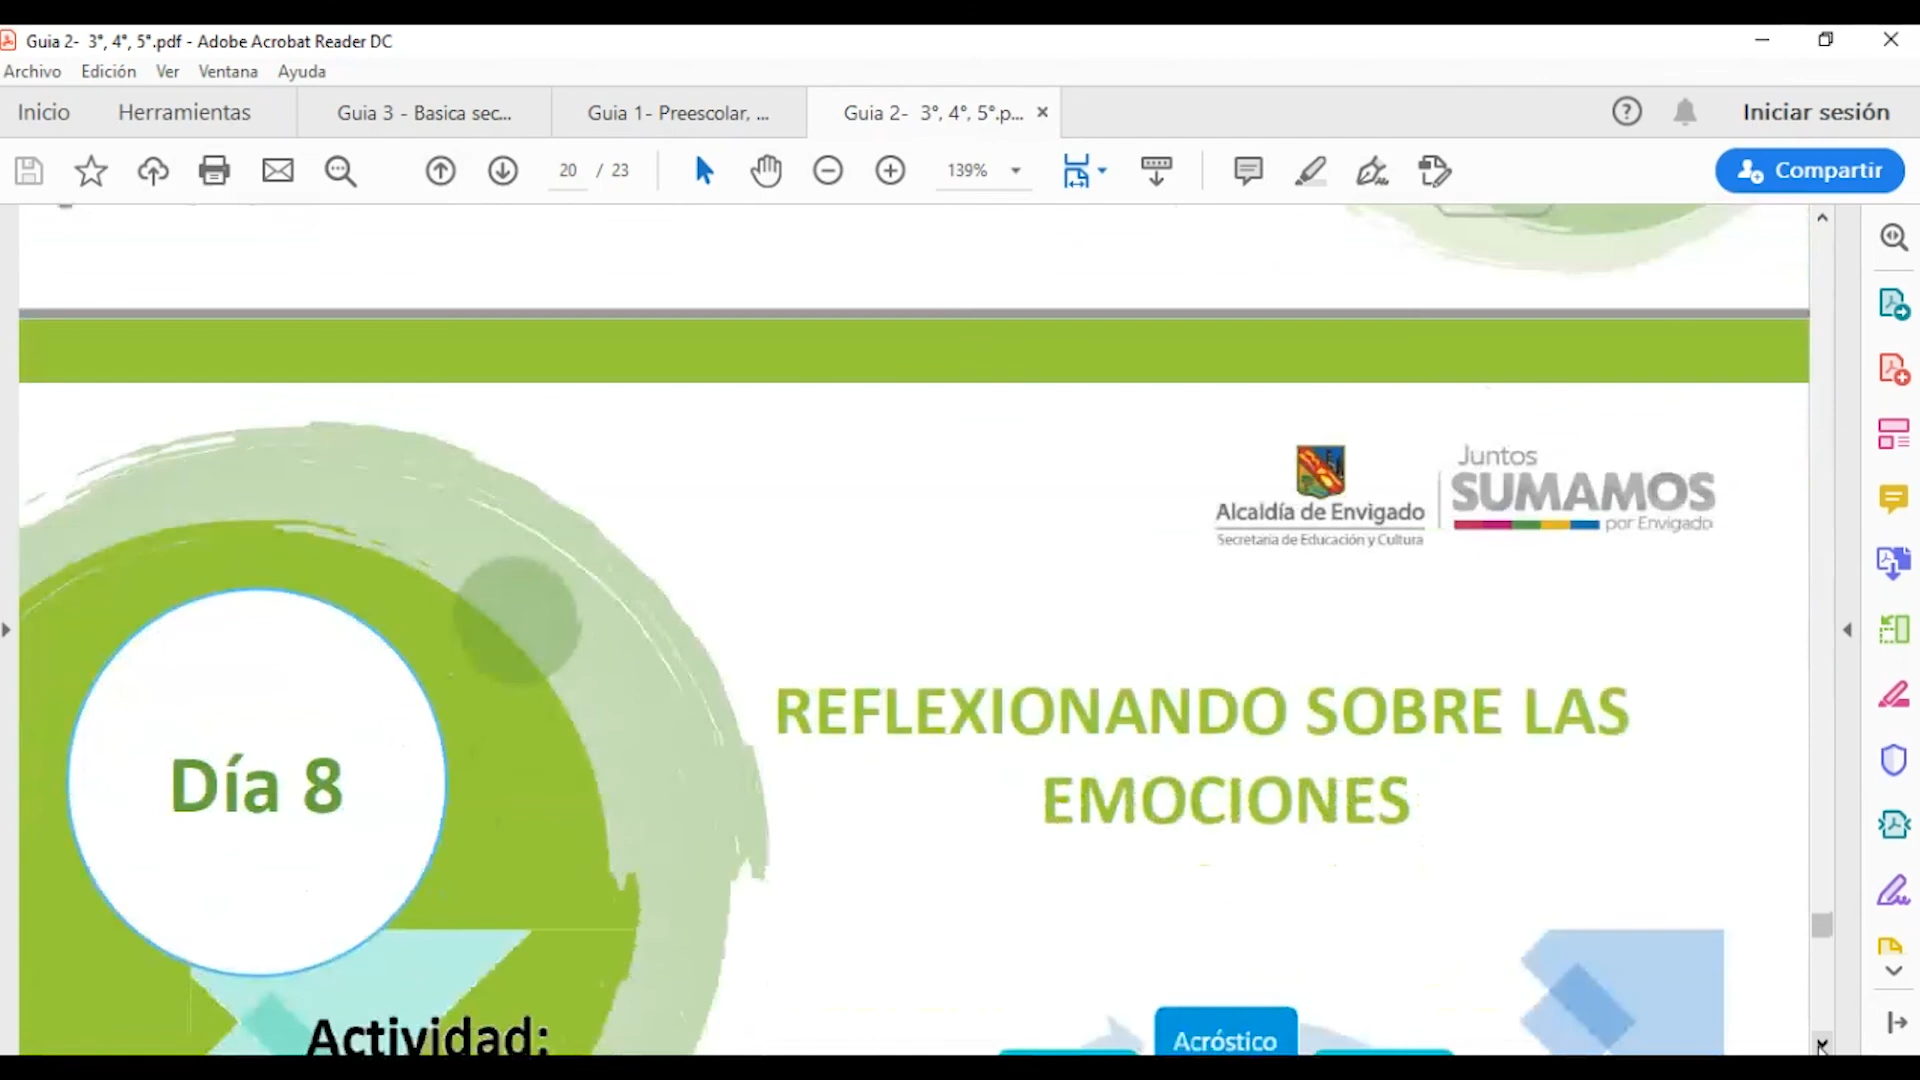 Guia 2- 3°, 4°, 5°.pdf - Adobe Acrobat Reader DC
Archivo Edición Ver Ventana Ayuda
Inicio Herramientas Guia 3 - Basica sec... Guia 1- Preescolar, ... Guia 2- 3°, 4°, 5°.p... Iniciar sesión
20 / 23 139% Compartir
Alcaldía de Envigado
Secretaría de Educación y Cultura
Juntos
SUMAMOS
por Envigado
REFLEXIONANDO SOBRE LAS
EMOCIONES
Día 8
Actividad:
Acróstico